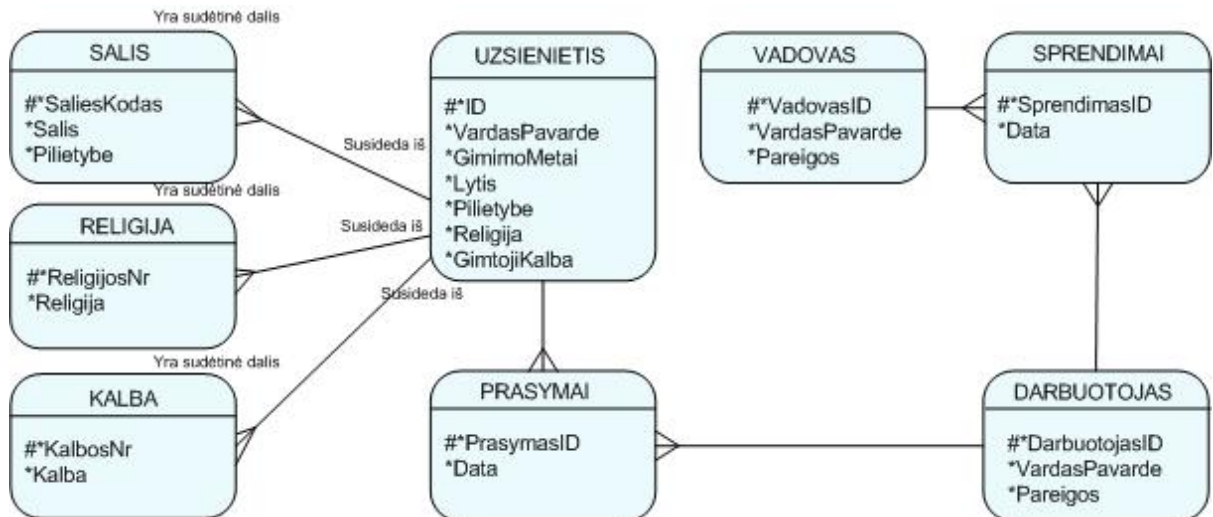 Yra sudėtinė dalis
SALIS
#*SaliesKodas
*Salis
*Pilietybe
Susideda iš
Yra sudėtinė dalis
RELIGIJA
#*ReligijosNr
*Religija
Susideda iš
Susideda iš
Yra sudėtinė dalis
KALBA
#*KalbosNr
*Kalba
UZSIENIETIS
#*ID
*VardasPavarde
*GimimoMetai
*Lytis
*Pilietybe
*Religija
*GimtojiKalba
PRASYMAI
#*PrasymasID
*Data
VADOVAS
#*VadovasID
*VardasPavarde
*Pareigos
SPRENDIMAI
#*SprendimasID
*Data
DARBUOTOJAS
#*DarbuotojasID
*VardasPavarde
*Pareigos